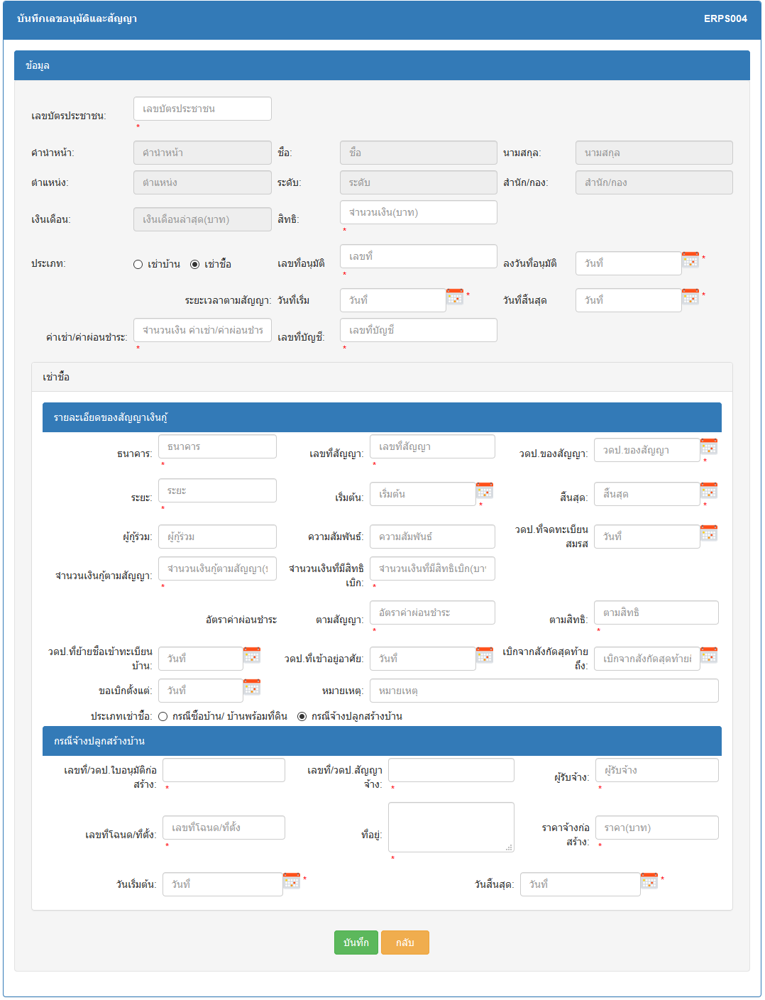 บันทึกเลขอนุมัติและสัญญา ERPS004
ข้อมูล
เลขบัตรประชาชน: เลขบัตรประชาชน
*
คำนำหน้า: คำนำหน้า ชื่อ: ชื่อ นามสกุล: นามสกุล
ตำแหน่ง: ตำแหน่ง ระดับ: ระดับ สำนัก/กอง: สำนัก/กอง
เงินเดือน: เงินเดือนล่าสุด(บาท) สิทธิ: จำนวนเงิน(บาท)
*
ประเภท: เช่าบ้าน เช่าซื้อ เลขที่อนุมัติ เลขที่ ลงวันที่อนุมัติ วันที่ *
*
ระยะเวลาตามสัญญา: วันที่เริ่ม วันที่ * วันที่สิ้นสุด วันที่ *
ค่าเช่า/ค่าผ่อนชำระ: จำนวนเงิน ค่าเช่า/ค่าผ่อนชำร เลขที่บัญชี: เลขที่บัญชี
* *
เช่าซื้อ
รายละเอียดของสัญญาเงินกู้
ธนาคาร: ธนาคาร เลขที่สัญญา: เลขที่สัญญา วดป.ของสัญญา: วดป.ของสัญญา
* * *
ระยะ: ระยะ เริ่มต้น: เริ่มต้น สิ้นสุด: สิ้นสุด
* * *
ผู้กู้ร่วม: ผู้กู้ร่วม ความสัมพันธ์: ความสัมพันธ์ วดป.ที่จดทะเบียน วันที่
สมรส
จำนวนเงินกู้ตามสัญญา: จำนวนเงินกู้ตามสัญญา( จำนวนเงินที่มีสิทธิ จำนวนเงินที่มีสิทธิเบิก(บา
เบิก:
* *
อัตราค่าผ่อนชำระ ตามสัญญา: อัตราค่าผ่อนชำระ ตามสิทธิ: ตามสิทธิ
* *
วดป.ที่ย้ายชื่อเข้าทะเบียน วันที่ วดป.ที่เข้าอยู่อาศัย: วันที่ เบิกจากสังกัดสุดท้าย เบิกจากสังกัดสุดท้ายถ
บ้าน: ถึง:
ขอเบิกตั้งแต่: วันที่ หมายเหตุ: หมายเหตุ
ประเภทเช่าซื้อ: กรณีซื้อบ้าน/ บ้านพร้อมที่ดิน กรณีจ้างปลูกสร้างบ้าน
กรณีจ้างปลูกสร้างบ้าน
เลขที่/วดป.ใบอนุมัติก่อ เลขที่/วดป.สัญญา ผู้รับจ้าง: ผู้รับจ้าง
สร้าง: จ้าง:
* * *
เลขที่โฉนด/ที่ตั้ง: เลขที่โฉนด/ที่ตั้ง ที่อยู่: ราคาจ้างก่อ ราคา(บาท)
สร้าง:
* * *
วันเริ่มต้น: วันที่ * วันสิ้นสุด: วันที่ *
บันทึก กลับ